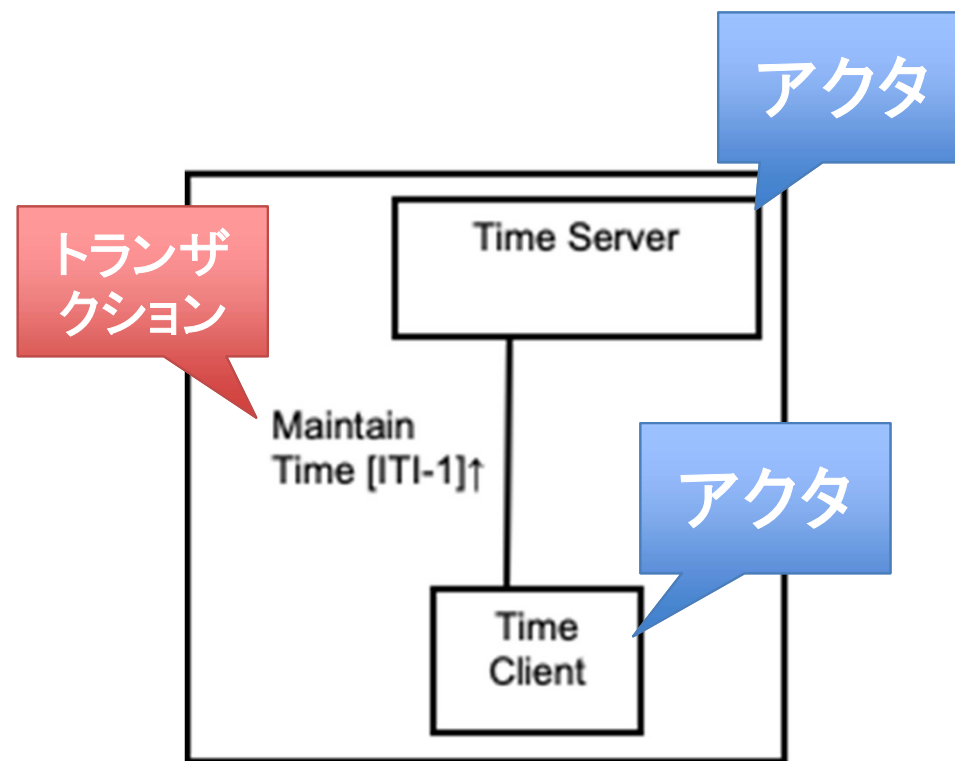 アクタ
Time Server
トランザ
クション
Maintain
Time [ITI-1]↑
アクタ
Time
Client